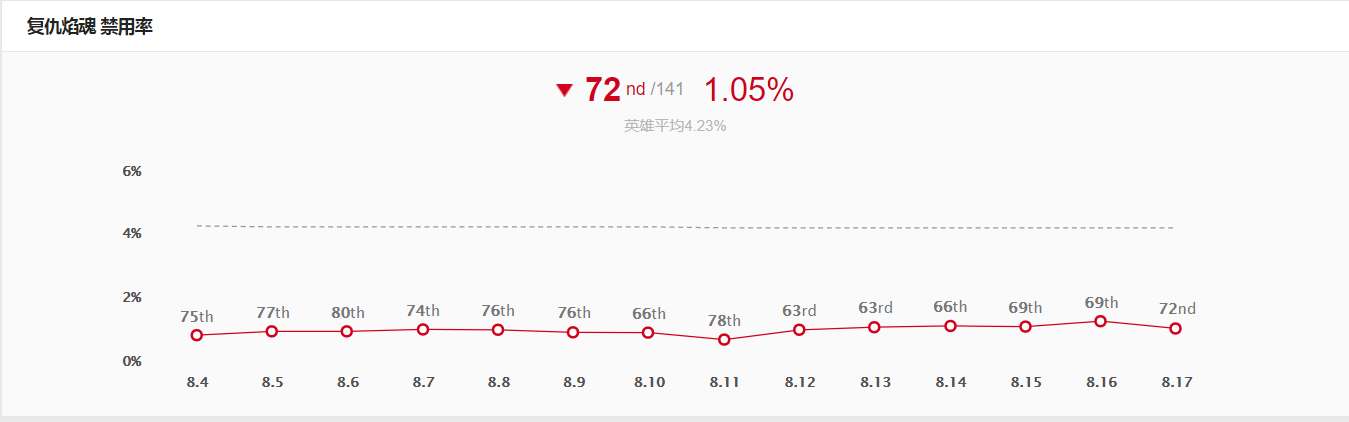 复仇焰魂 禁用率
72 nd /141 1.05%
英雄平均4.23%
6%
4%
2%
0%
75th 77th 80th 74th 76th 76th 66th 78th 63rd 63rd 66th 69th 69th 72nd
8.4 8.5 8.6 8.7 8.8 8.9 8.10 8.11 8.12 8.13 8.14 8.15 8.16 8.17